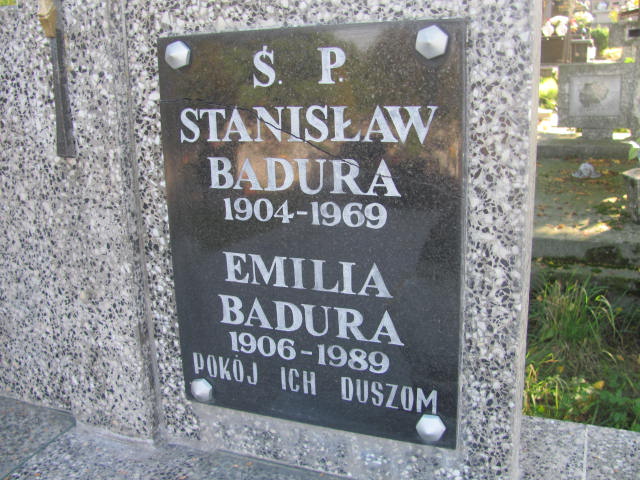 Ś. P.
STANISŁAW
BADURA
1904-1969
EMILIA
BADURA
1906-1989
POKÓJ ICH DUSZOM